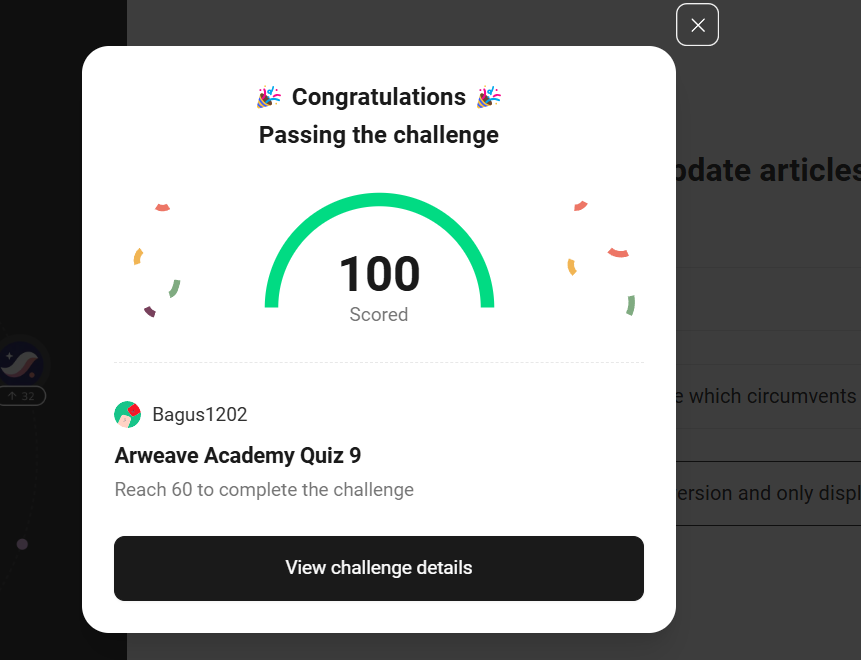 🎉 Congratulations 🎉
Passing the challenge
pdate articles
100
Scored
32
e which circumvents
Bagus1202
Arweave Academy Quiz 9
Reach 60 to complete the challenge
ersion and only displ
View challenge details